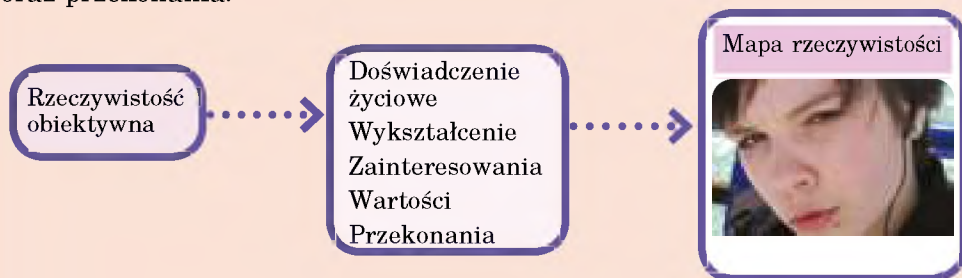 oraz przekonania.
Mapa rzeczywistości
Rzeczywistość
obiektywna
Doświadczenie
życiowe
Wykształcenie
Zainteresowania
Wartości
Przekonania